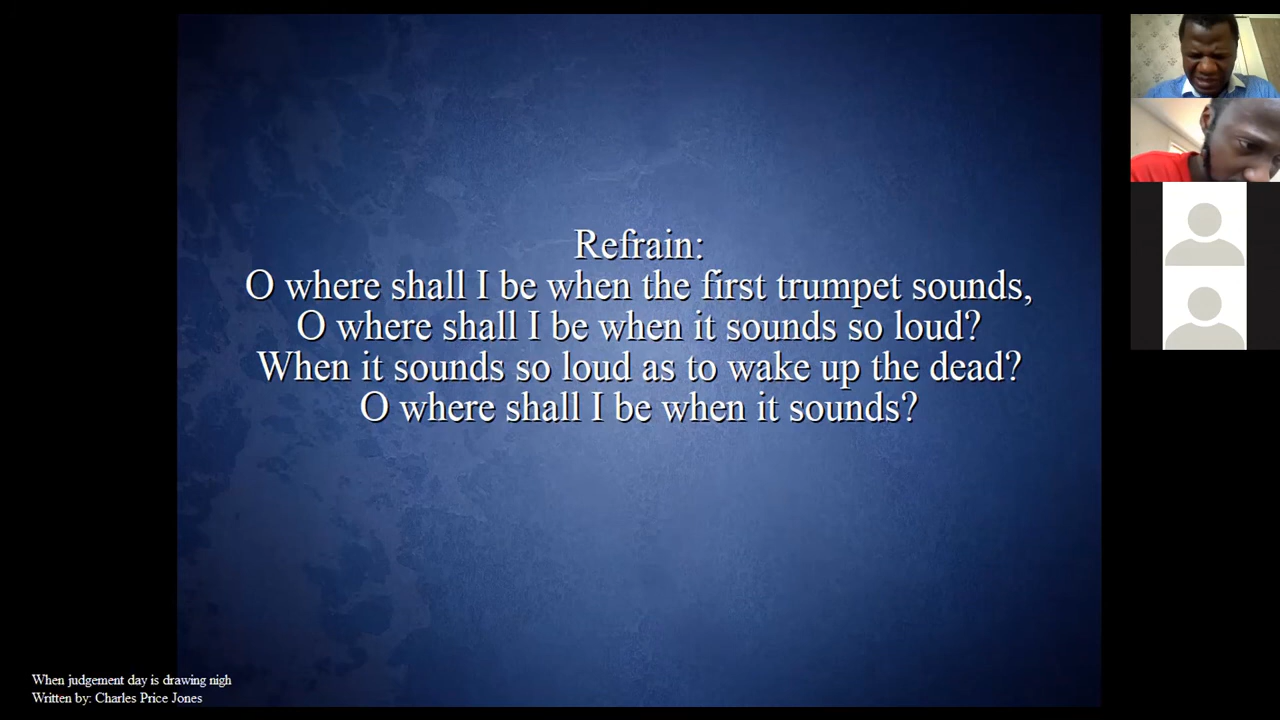 Refrain:
O where shall I be when the first trumpet sounds,
O where shall I be when it sounds so loud?
When it sounds so loud as to wake up the dead?
O where shall I be when it sounds?
When judgement day is drawing nigh
Written by: Charles Price Jones